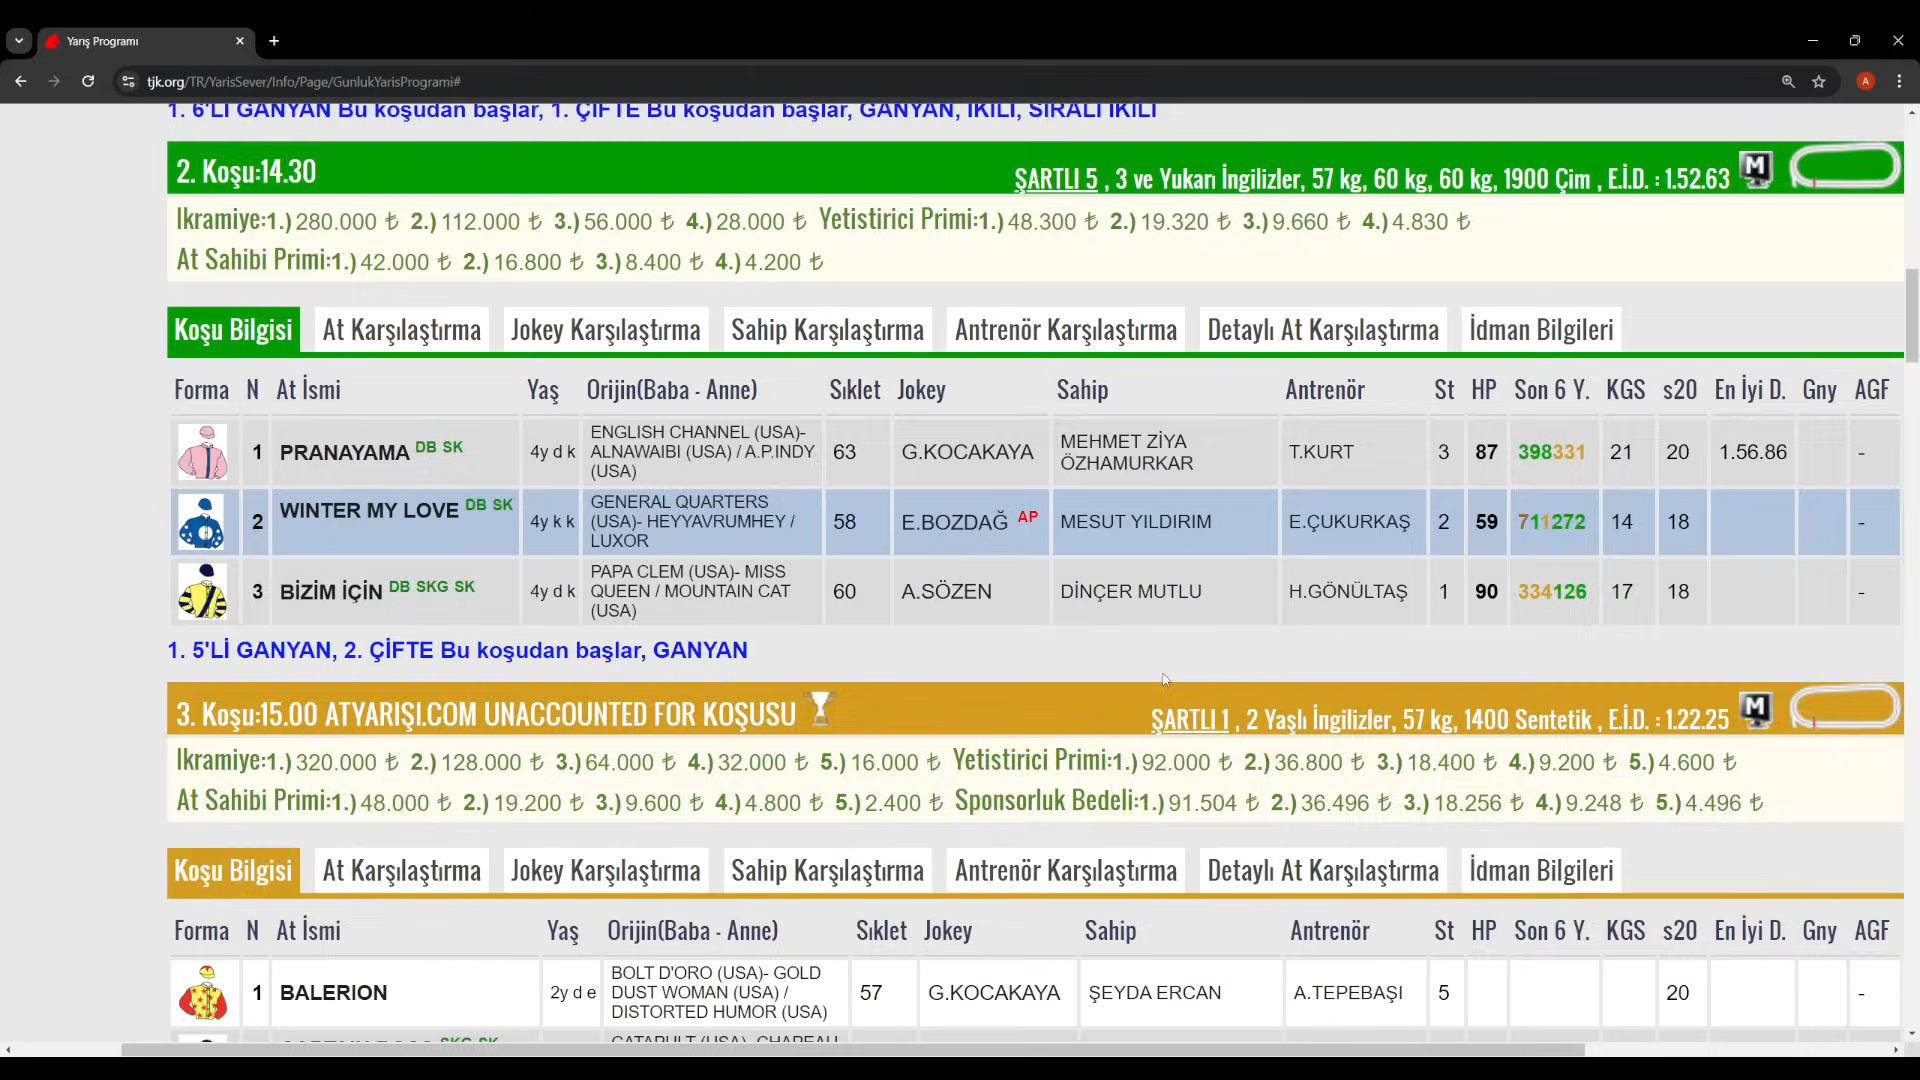 Yarış Programı
tjk.org/TR/YarisSever/Info/Page/GunlukYarisProgrami#
A
1. 6'LI GANYAN Bu koşudan başlar, 1. ÇİFTE Bu koşudan başlar, GANYAN, İKİLİ, SIRALI İKİLİ
2. Koşu:14.30
ŞARTLI 5 , 3 ve Yukarı İngilizler, 57 kg, 60 kg, 60 kg, 1900 Çim , E.İ.D. : 1.52.63
M
Ikramiye:1.) 280.000 ₺ 2.) 112.000 ₺ 3.) 56.000 ₺ 4.) 28.000 ₺ Yetistirici Primi:1.) 48.300 ₺ 2.) 19.320 ₺ 3.) 9.660 ₺ 4.) 4.830 ₺
At Sahibi Primi:1.) 42.000 ₺ 2.) 16.800 ₺ 3.) 8.400 ₺ 4.) 4.200 ₺
Koşu Bilgisi At Karşılaştırma Jokey Karşılaştırma Sahip Karşılaştırma Antrenör Karşılaştırma Detaylı At Karşılaştırma İdman Bilgileri
Forma N At İsmi Yaş Orijin(Baba - Anne) Sıklet Jokey Sahip Antrenör St HP Son 6 Y. KGS s20 En İyi D. Gny AGF
1 PRANAYAMA DB SK 4y d k ENGLISH CHANNEL (USA)- ALNAWAIBI (USA) / A.P.INDY (USA) 63 G.KOCAKAYA MEHMET ZİYA ÖZHAMURKAR T.KURT 3 87 398331 21 20 1.56.86 -
2 WINTER MY LOVE DB SK 4y k k GENERAL QUARTERS (USA)- HEYYAVRUMHEY / LUXOR 58 E.BOZDAĞ AP MESUT YILDIRIM E.ÇUKURKAŞ 2 59 711272 14 18 -
3 BİZİM İÇİN DB SKG SK 4y d k PAPA CLEM (USA)- MISS QUEEN / MOUNTAIN CAT (USA) 60 A.SÖZEN DİNÇER MUTLU H.GÖNÜLTAŞ 1 90 334126 17 18 -
1. 5'Lİ GANYAN, 2. ÇİFTE Bu koşudan başlar, GANYAN
3. Koşu:15.00 ATYARIŞI.COM UNACCOUNTED FOR KOŞUSU
ŞARTLI 1 , 2 Yaşlı İngilizler, 57 kg, 1400 Sentetik , E.İ.D. : 1.22.25
M
Ikramiye:1.) 320.000 ₺ 2.) 128.000 ₺ 3.) 64.000 ₺ 4.) 32.000 ₺ 5.) 16.000 ₺ Yetistirici Primi:1.) 92.000 ₺ 2.) 36.800 ₺ 3.) 18.400 ₺ 4.) 9.200 ₺ 5.) 4.600 ₺
At Sahibi Primi:1.) 48.000 ₺ 2.) 19.200 ₺ 3.) 9.600 ₺ 4.) 4.800 ₺ 5.) 2.400 ₺ Sponsorluk Bedeli:1.) 91.504 ₺ 2.) 36.496 ₺ 3.) 18.256 ₺ 4.) 9.248 ₺ 5.) 4.496 ₺
Koşu Bilgisi At Karşılaştırma Jokey Karşılaştırma Sahip Karşılaştırma Antrenör Karşılaştırma Detaylı At Karşılaştırma İdman Bilgileri
Forma N At İsmi Yaş Orijin(Baba - Anne) Sıklet Jokey Sahip Antrenör St HP Son 6 Y. KGS s20 En İyi D. Gny AGF
1 BALERION 2y d e BOLT D'ORO (USA)- GOLD DUST WOMAN (USA) / DISTORTED HUMOR (USA) 57 G.KOCAKAYA ŞEYDA ERCAN A.TEPEBAŞI 5 20 -
SKG SK CATAPULT (USA)- CHAPEAU